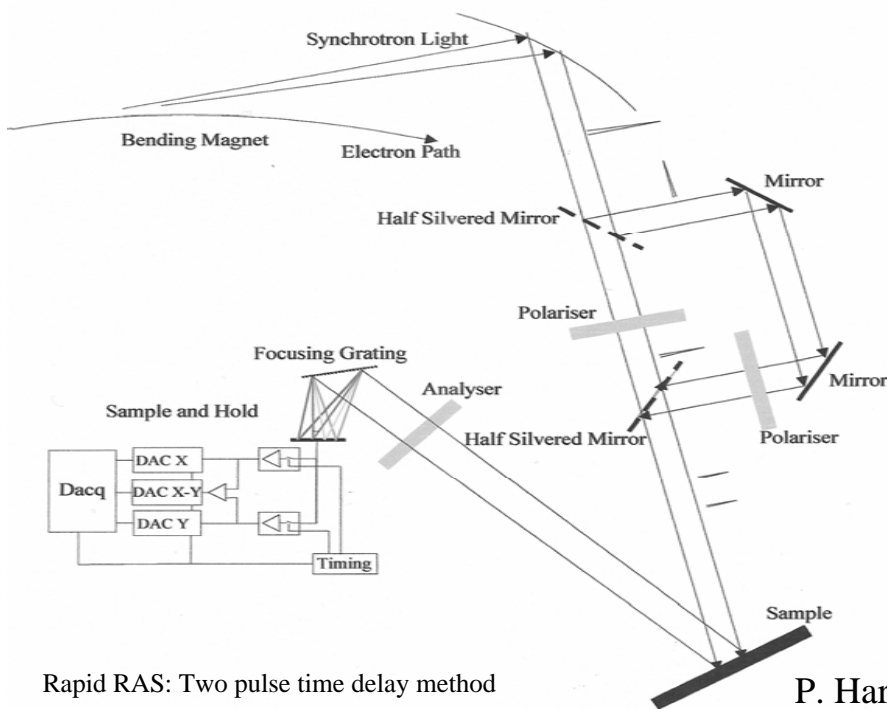 Synchrotron Light
Bending Magnet
Electron Path
Mirror
Half Silvered Mirror
Polariser
Focusing Grating
Analyser
Mirror
Sample and Hold
Half Silvered Mirror
Polariser
DAC X
Dacq
DAC X-Y
DAC Y
Timing
Sample
Rapid RAS: Two pulse time delay method
P. Har